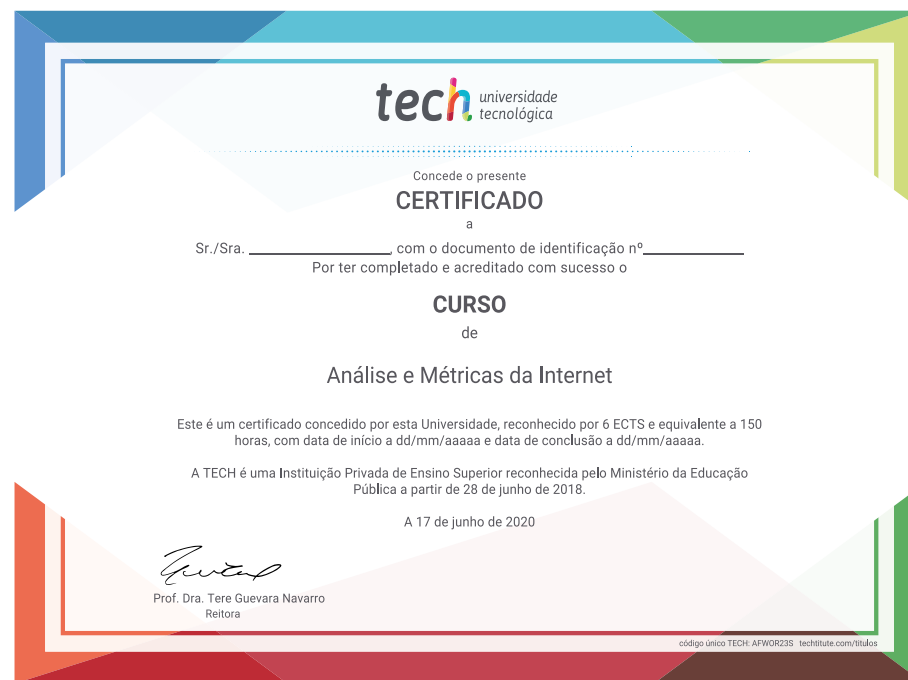 tech universidade
tecnológica
Concede o presente
CERTIFICADO
a
Sr./Sra. ____________________, com o documento de identificação nº______________
Por ter completado e acreditado com sucesso o
CURSO
de
Análise e Métricas da Internet
Este é um certificado concedido por esta Universidade, reconhecido por 6 ECTS e equivalente a 150
horas, com data de início a dd/mm/aaaaa e data de conclusão a dd/mm/aaaaa.
A TECH é uma Instituição Privada de Ensino Superior reconhecida pelo Ministério da Educação
Pública a partir de 28 de junho de 2018.
A 17 de junho de 2020
Prof. Dra. Tere Guevara Navarro
Reitora
código único TECH: AFWOR23S techtitute.com/titulos